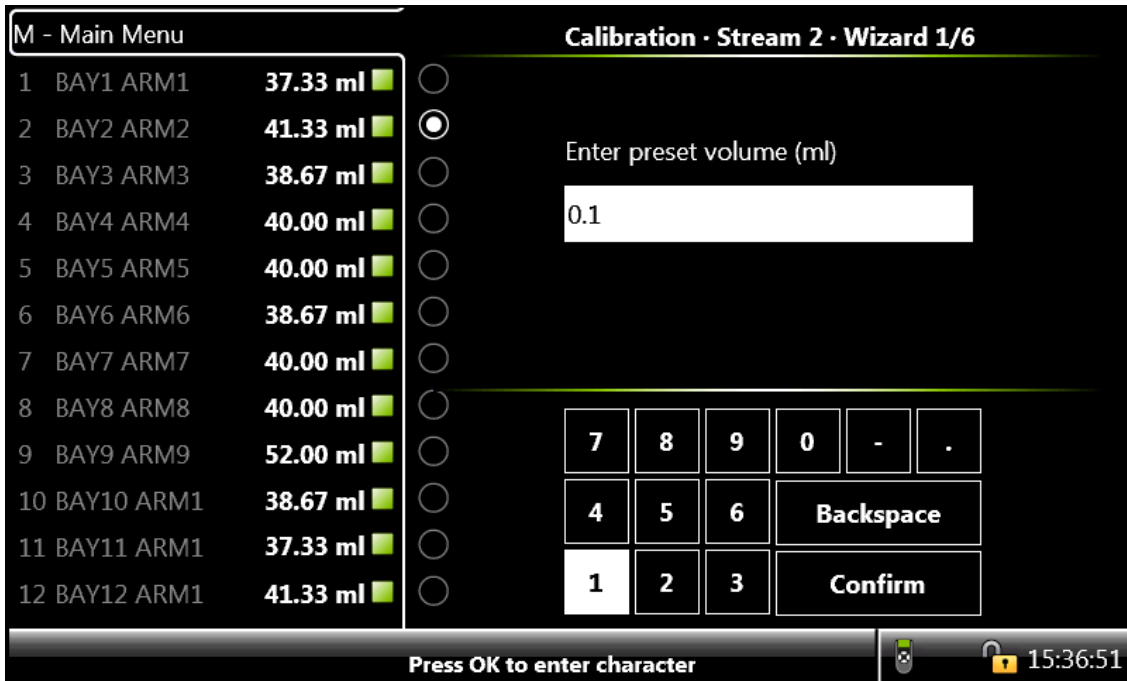 M - Main Menu
Calibration · Stream 2 · Wizard 1/6
1 BAY1 ARM1 37.33 ml
2 BAY2 ARM2 41.33 ml
3 BAY3 ARM3 38.67 ml
4 BAY4 ARM4 40.00 ml
5 BAY5 ARM5 40.00 ml
6 BAY6 ARM6 38.67 ml
7 BAY7 ARM7 40.00 ml
8 BAY8 ARM8 40.00 ml
9 BAY9 ARM9 52.00 ml
10 BAY10 ARM1 38.67 ml
11 BAY11 ARM1 37.33 ml
12 BAY12 ARM1 41.33 ml
Enter preset volume (ml)
0.1
7 8 9 0 - .
4 5 6 Backspace
1 2 3 Confirm
Press OK to enter character
15:36:51